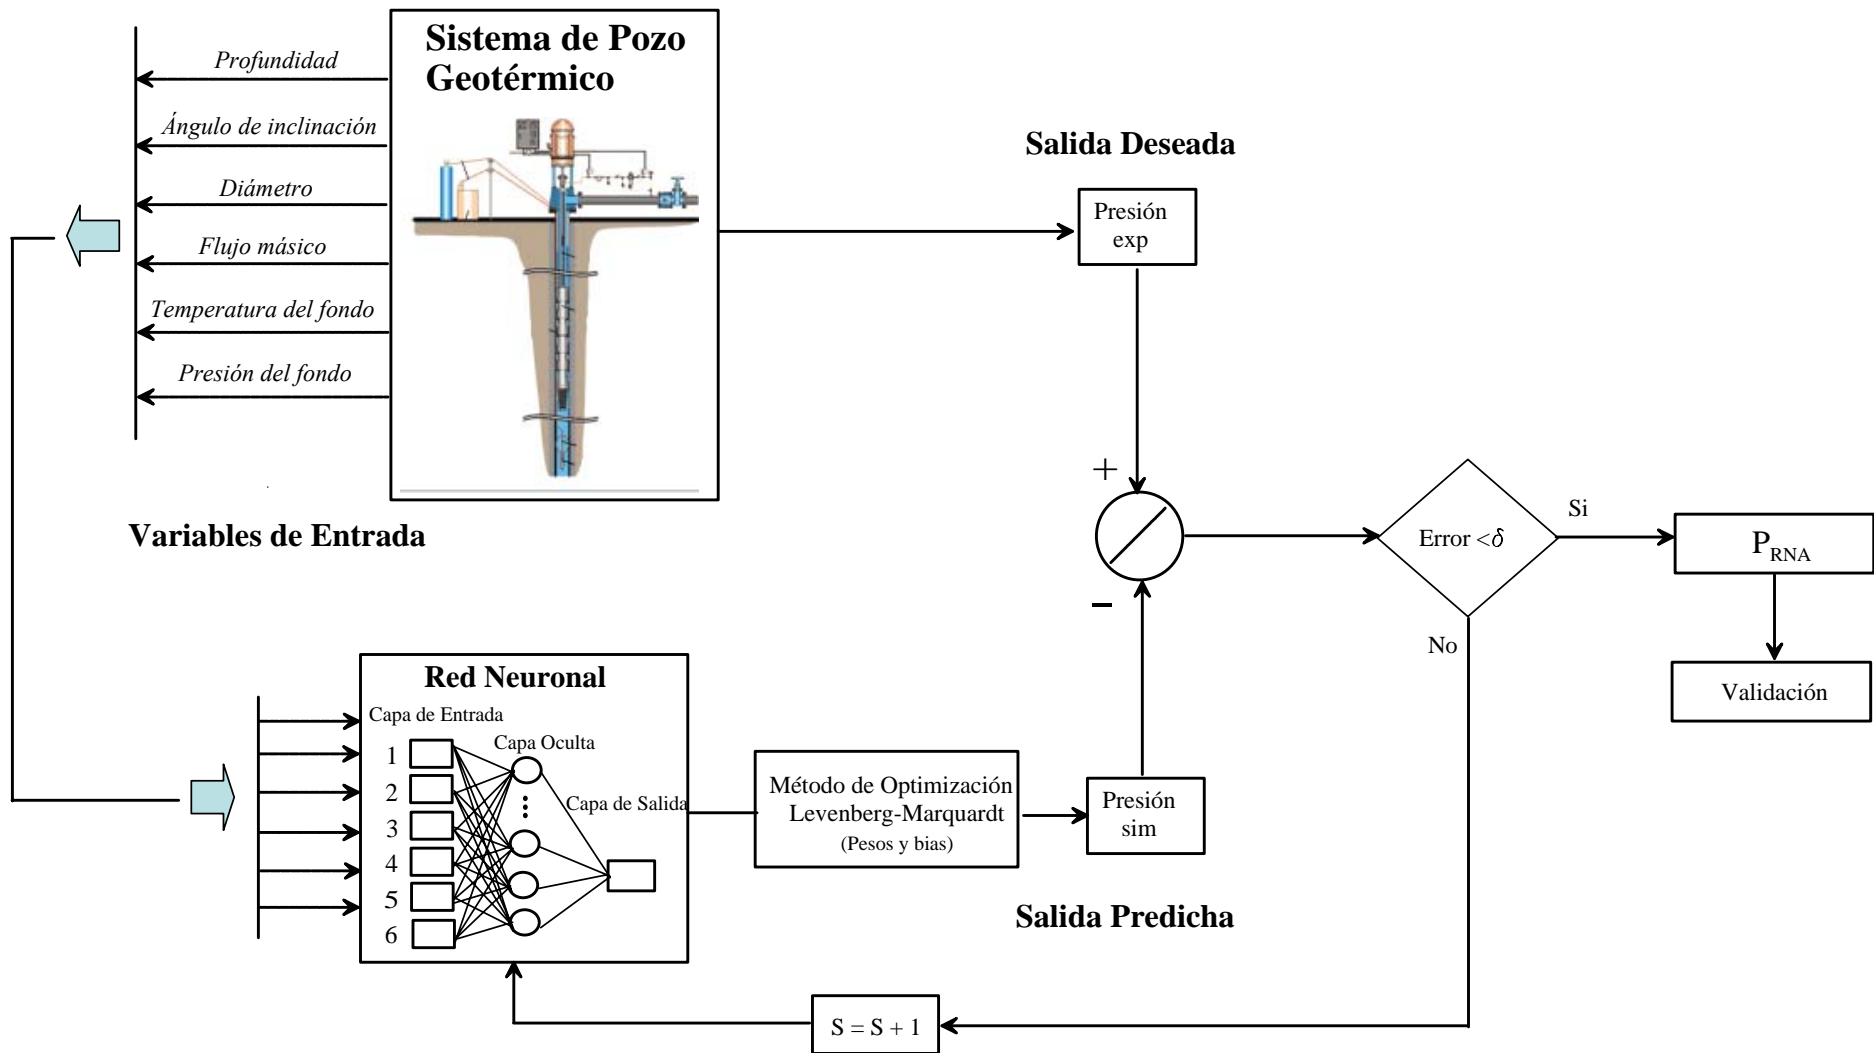 Sistema de Pozo
Geotérmico
Profundidad
Ángulo de inclinación
Diámetro
Flujo másico
Temperatura del fondo
Presión del fondo
Variables de Entrada
Salida Deseada
Presión
exp
+
−
Error <δ
Si
No
P RNA
Validación
Red Neuronal
Capa de Entrada
Capa Oculta
Capa de Salida
1
2
3
4
5
6
Método de Optimización
Levenberg-Marquardt
(Pesos y bias)
Presión
sim
Salida Predicha
S = S + 1